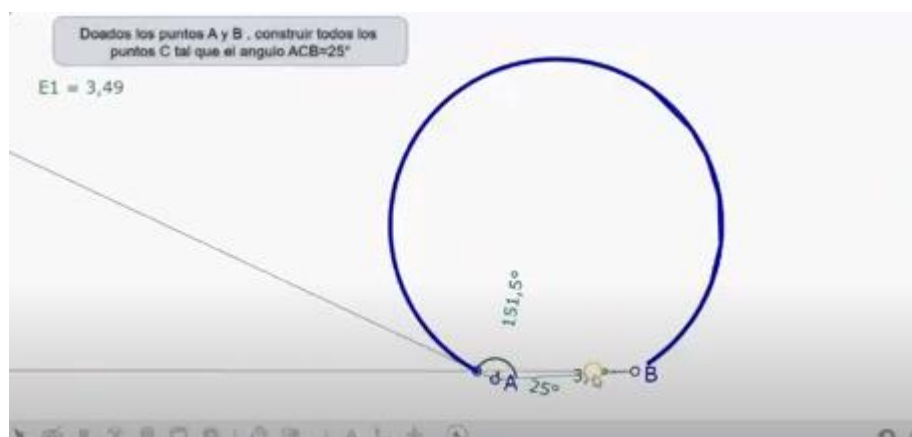 Doados los puntos A y B , construir todos los
puntos C tal que el angulo ACB=25°
E1 = 3,49
151,5°
A
25°
B